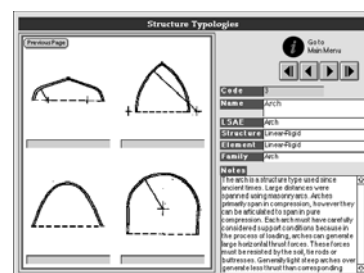 Structure Typologies
Previous Page
Go to
Main Menu
Code 3
Name Arch
LSAE Arch
Structure Linear-Rigid
Element Linear-Rigid
Family Arch
Notes
The arch is a structure type used since
ancient times. Large distances were
spanned using masonry arcs. Arches
primarily span in compression, however they
can be articulated to span in pure
compression. Each arch must have carefully
considered support conditions because in
the process of loading, arches can generate
large horizontal thrust forces. These forces
must be resisted by the soil, tie rods or
buttresses. Generally light steep arches over
generate less thrust than corresponding